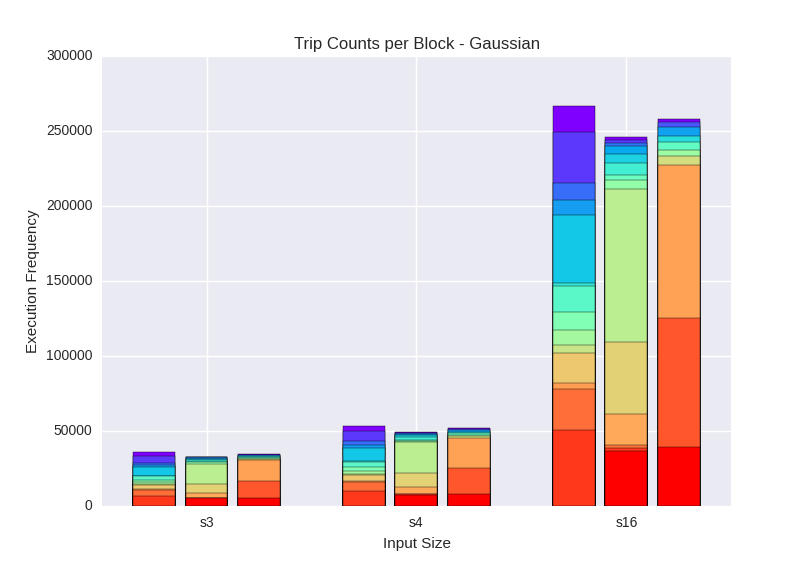 Trip Counts per Block - Gaussian
300000
250000
200000
150000
100000
50000
0
Execution Frequency
s3
s4
s16
Input Size